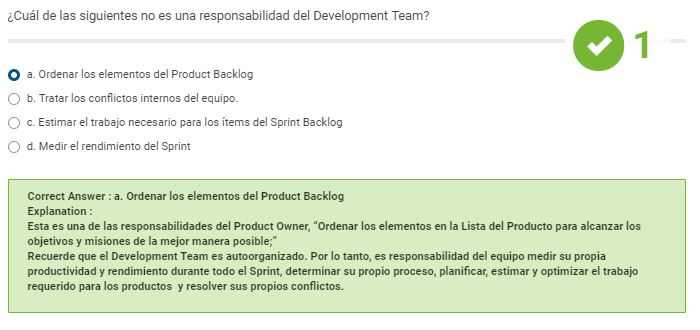 ¿Cuál de las siguientes no es una responsabilidad del Development Team?
1
a. Ordenar los elementos del Product Backlog
b. Tratar los conflictos internos del equipo.
c. Estimar el trabajo necesario para los ítems del Sprint Backlog
d. Medir el rendimiento del Sprint
Correct Answer : a. Ordenar los elementos del Product Backlog
Explanation :
Esta es una de las responsabilidades del Product Owner, “Ordenar los elementos en la Lista del Producto para alcanzar los
objetivos y misiones de la mejor manera posible;”
Recuerde que el Development Team es autoorganizado. Por lo tanto, es responsabilidad del equipo medir su propia
productividad y rendimiento durante todo el Sprint, determinar su propio proceso, planificar, estimar y optimizar el trabajo
requerido para los productos y resolver sus propios conflictos.